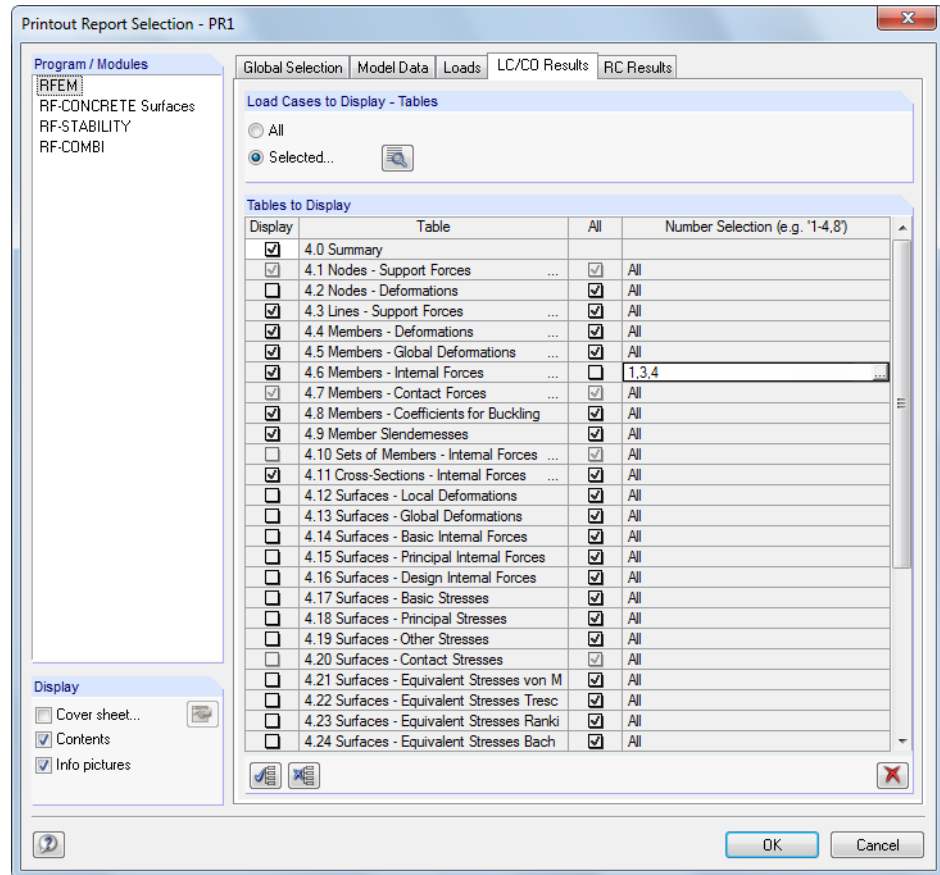 Printout Report Selection - PR1
Program / Modules
RFEM
RF-CONCRETE Surfaces
RF-STABILITY
RF-COMBI
Global Selection Model Data Loads LC/CO Results RC Results
Load Cases to Display - Tables
All
Selected...
Tables to Display
Display Table All Number Selection (e.g. '1-4,8')
4.0 Summary
4.1 Nodes - Support Forces ... All
4.2 Nodes - Deformations All
4.3 Lines - Support Forces ... All
4.4 Members - Deformations ... All
4.5 Members - Global Deformations ... All
4.6 Members - Internal Forces ... 1,3,4 ...
4.7 Members - Contact Forces ... All
4.8 Members - Coefficients for Buckling All
4.9 Member Slendernesses All
4.10 Sets of Members - Internal Forces ... All
4.11 Cross-Sections - Internal Forces ... All
4.12 Surfaces - Local Deformations All
4.13 Surfaces - Global Deformations All
4.14 Surfaces - Basic Internal Forces All
4.15 Surfaces - Principal Internal Forces All
4.16 Surfaces - Design Internal Forces All
4.17 Surfaces - Basic Stresses All
4.18 Surfaces - Principal Stresses All
4.19 Surfaces - Other Stresses All
4.20 Surfaces - Contact Stresses All
4.21 Surfaces - Equivalent Stresses von M All
4.22 Surfaces - Equivalent Stresses Tresc All
4.23 Surfaces - Equivalent Stresses Ranki All
4.24 Surfaces - Equivalent Stresses Bach All
Display
Cover sheet...
Contents
Info pictures
OK Cancel